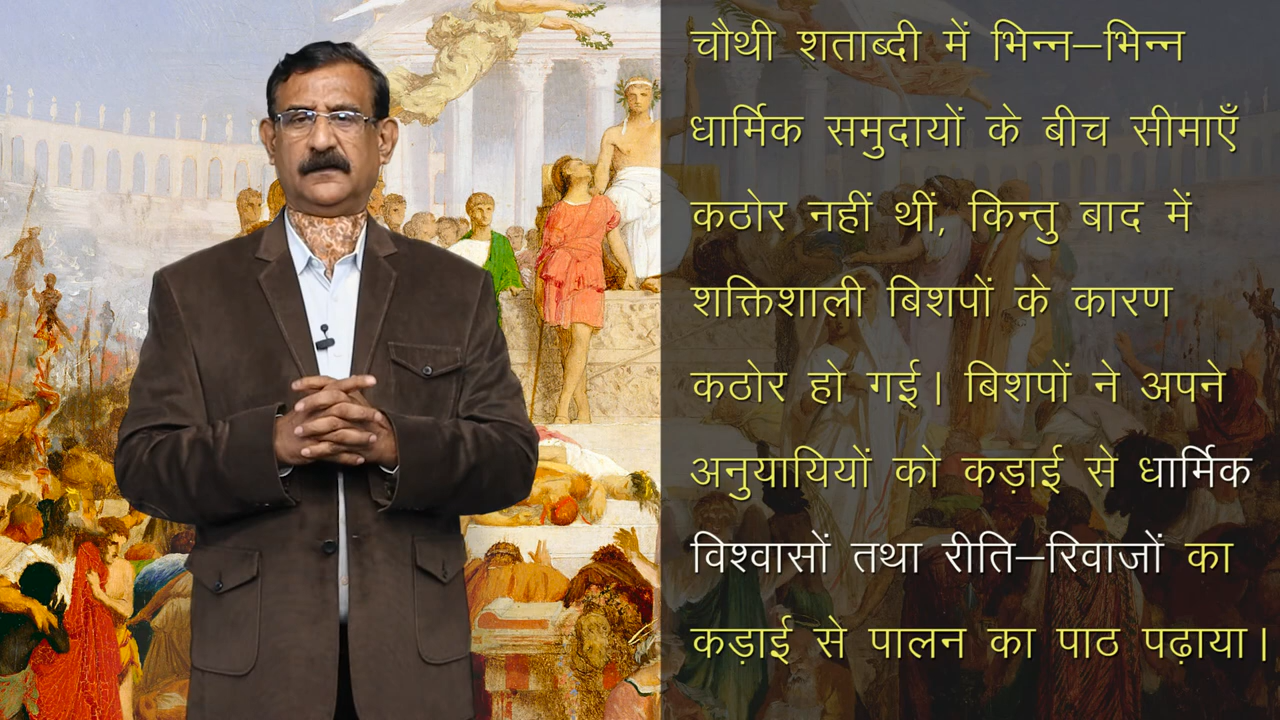 चौथी शताब्दी में भिन्न–भिन्न
धार्मिक समुदायों के बीच सीमाएँ
कठोर नहीं थीं, किन्तु बाद में
शक्तिशाली बिशपों के कारण
कठोर हो गई। बिशपों ने अपने
अनुयायियों को कड़ाई से धार्मिक
विश्वासों तथा रीति–रिवाजों का
कड़ाई से पालन का पाठ पढ़ाया।